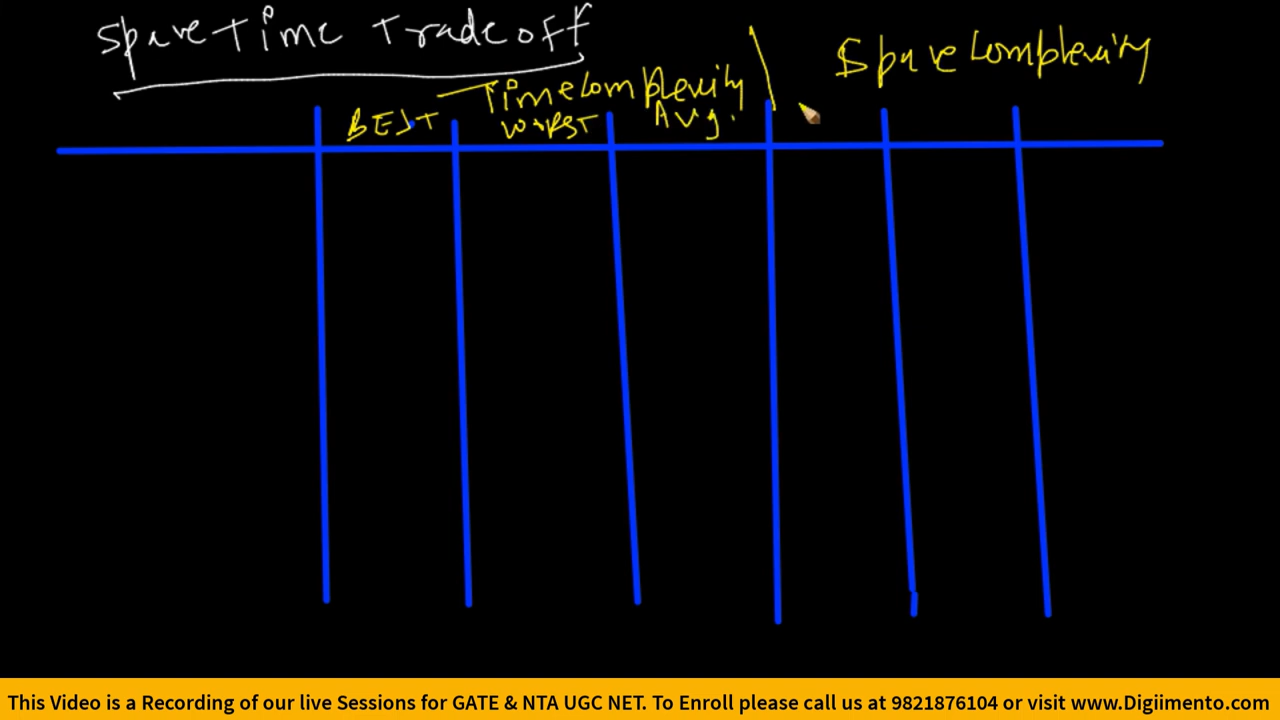 Space Time Tradeoff
Time Complexity
Space Complexity
BEST
WORST
Avg.
This Video is a Recording of our live Sessions for GATE & NTA UGC NET. To Enroll please call us at 9821876104 or visit www.Digiimento.com